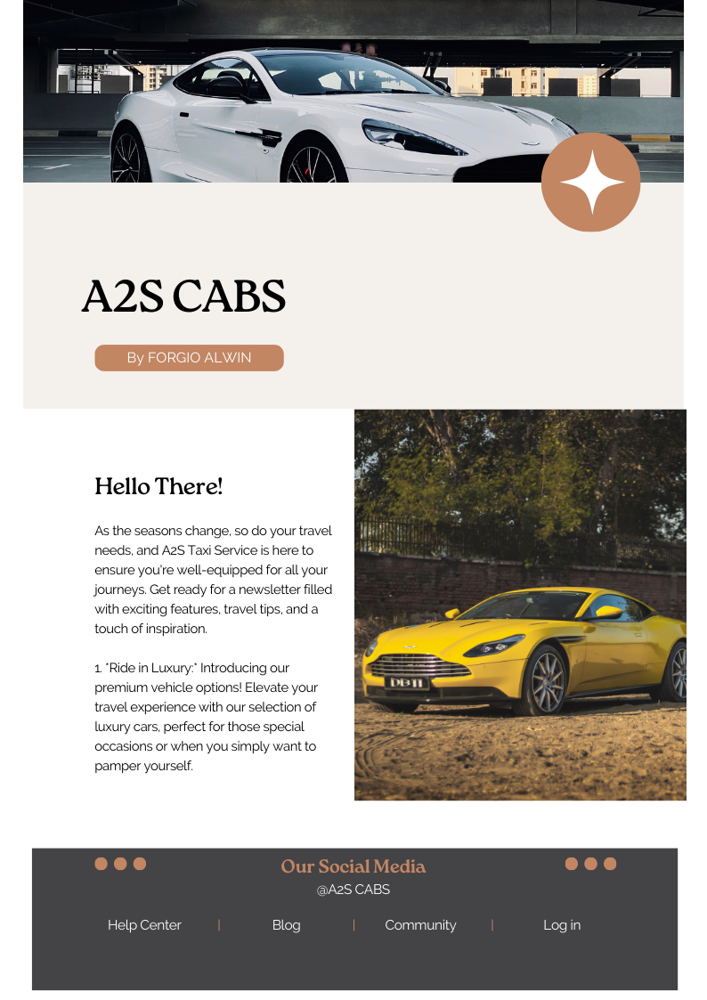 A2S CABS
By FORGIO ALWIN
Hello There!
As the seasons change, so do your travel
needs, and A2S Taxi Service is here to
ensure you're well-equipped for all your
journeys. Get ready for a newsletter filled
with exciting features, travel tips, and a
touch of inspiration.
1. *Ride in Luxury:* Introducing our
premium vehicle options! Elevate your
travel experience with our selection of
luxury cars, perfect for those special
occasions or when you simply want to
pamper yourself.
DB11
Our Social Media
@A2S CABS
Help Center | Blog | Community | Log in